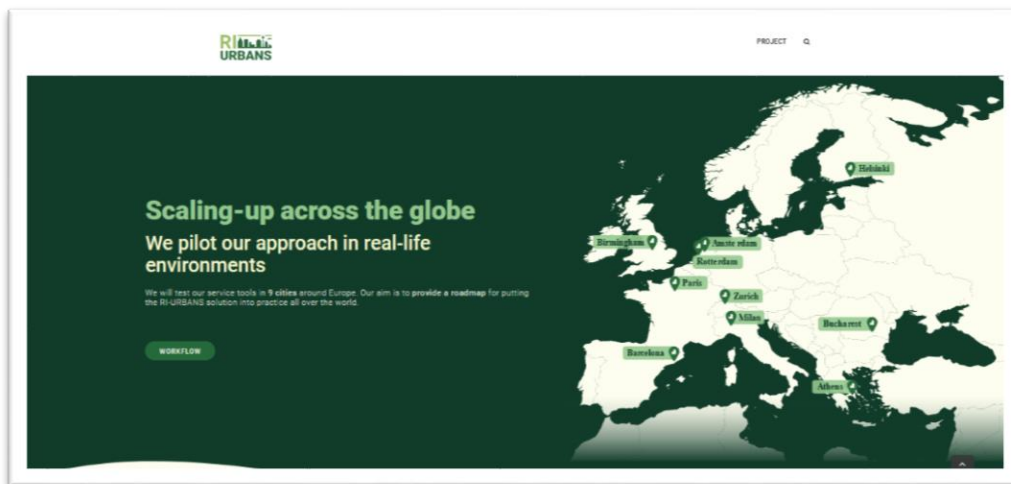 RI
URBANS
PROJECT
Scaling-up across the globe
We pilot our approach in real-life
environments
We will test our service tools in 9 cities around Europe. Our aim is to provide a roadmap for putting
the RI-URBANS solution into practice all over the world.
WORKFLOW
Helsinki
Birmingham
Amsterdam
Rotterdam
Paris
Zurich
Milan
Bucharest
Barcelona
Athens